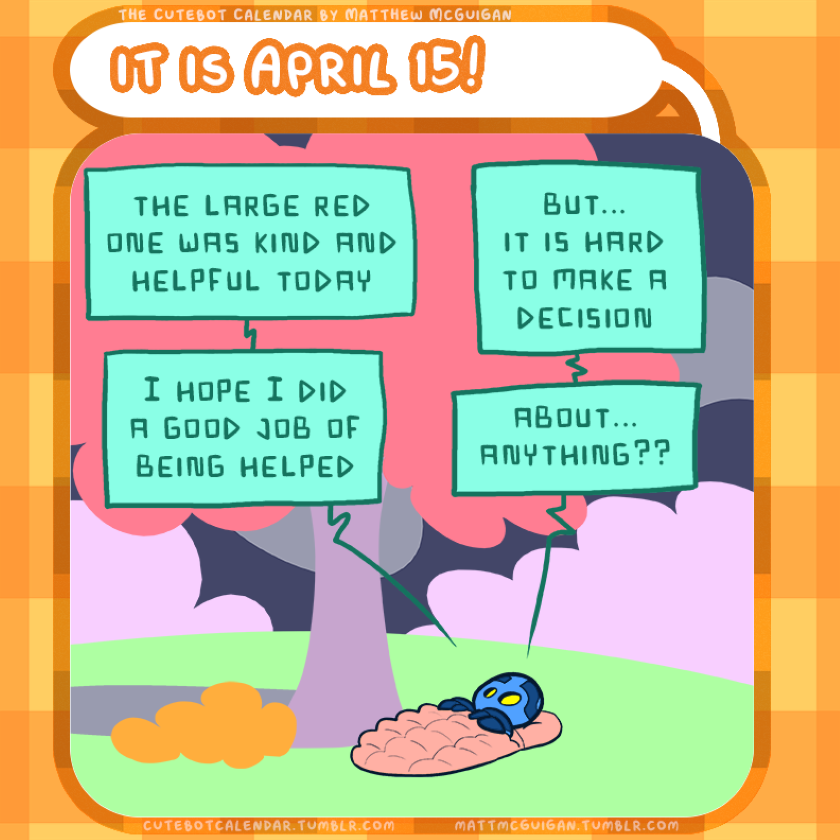 THE CUTEBOT CALENDAR BY MATTHEW MCGUIGAN
IT IS APRIL 15!
THE LARGE RED
ONE WAS KIND AND
HELPFUL TODAY
I HOPE I DID
A GOOD JOB OF
BEING HELPED
BUT...
IT IS HARD
TO MAKE A
DECISION
ABOUT...
ANYTHING??
CUTEBOTCALENDAR.TUMBLR.COM
MATTMCGUIGAN.TUMBLR.COM